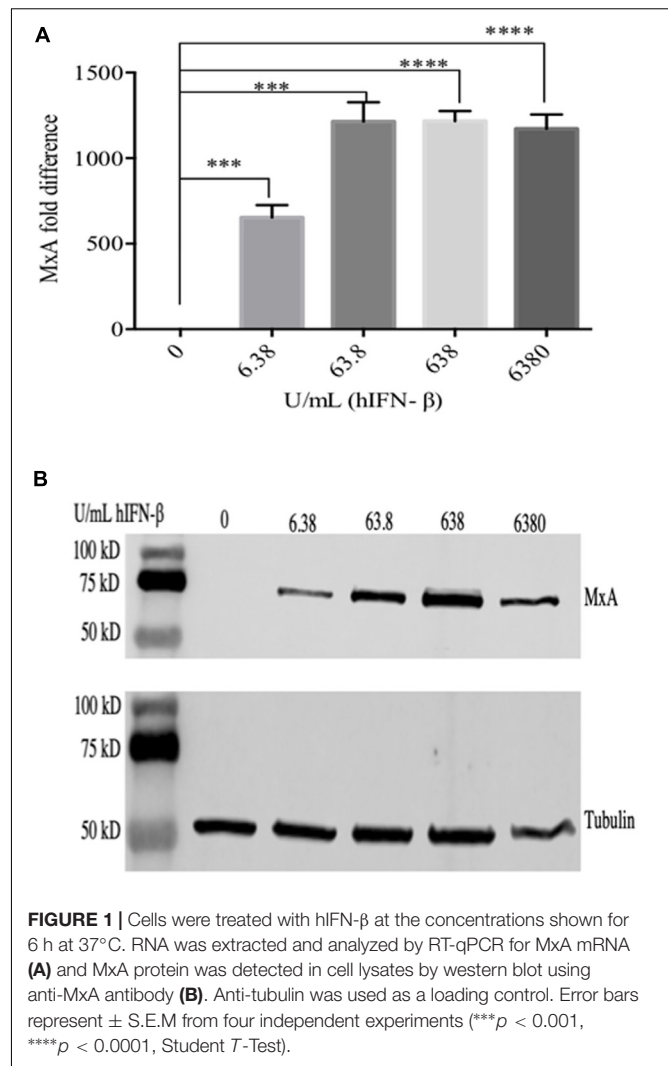 A
****
****
***
***
1500
1000
500
0
MxA fold difference
0 6.38 63.8 638 6380
U/mL (hIFN- β)
B
U/mL hIFN-β 0 6.38 63.8 638 6380
100 kD
75 kD
50 kD
MxA
100 kD
75 kD
50 kD
Tubulin
FIGURE 1 | Cells were treated with hIFN-β at the concentrations shown for
6 h at 37°C. RNA was extracted and analyzed by RT-qPCR for MxA mRNA
(A) and MxA protein was detected in cell lysates by western blot using
anti-MxA antibody (B). Anti-tubulin was used as a loading control. Error bars
represent ± S.E.M from four independent experiments (***p < 0.001,
****p < 0.0001, Student T-Test).